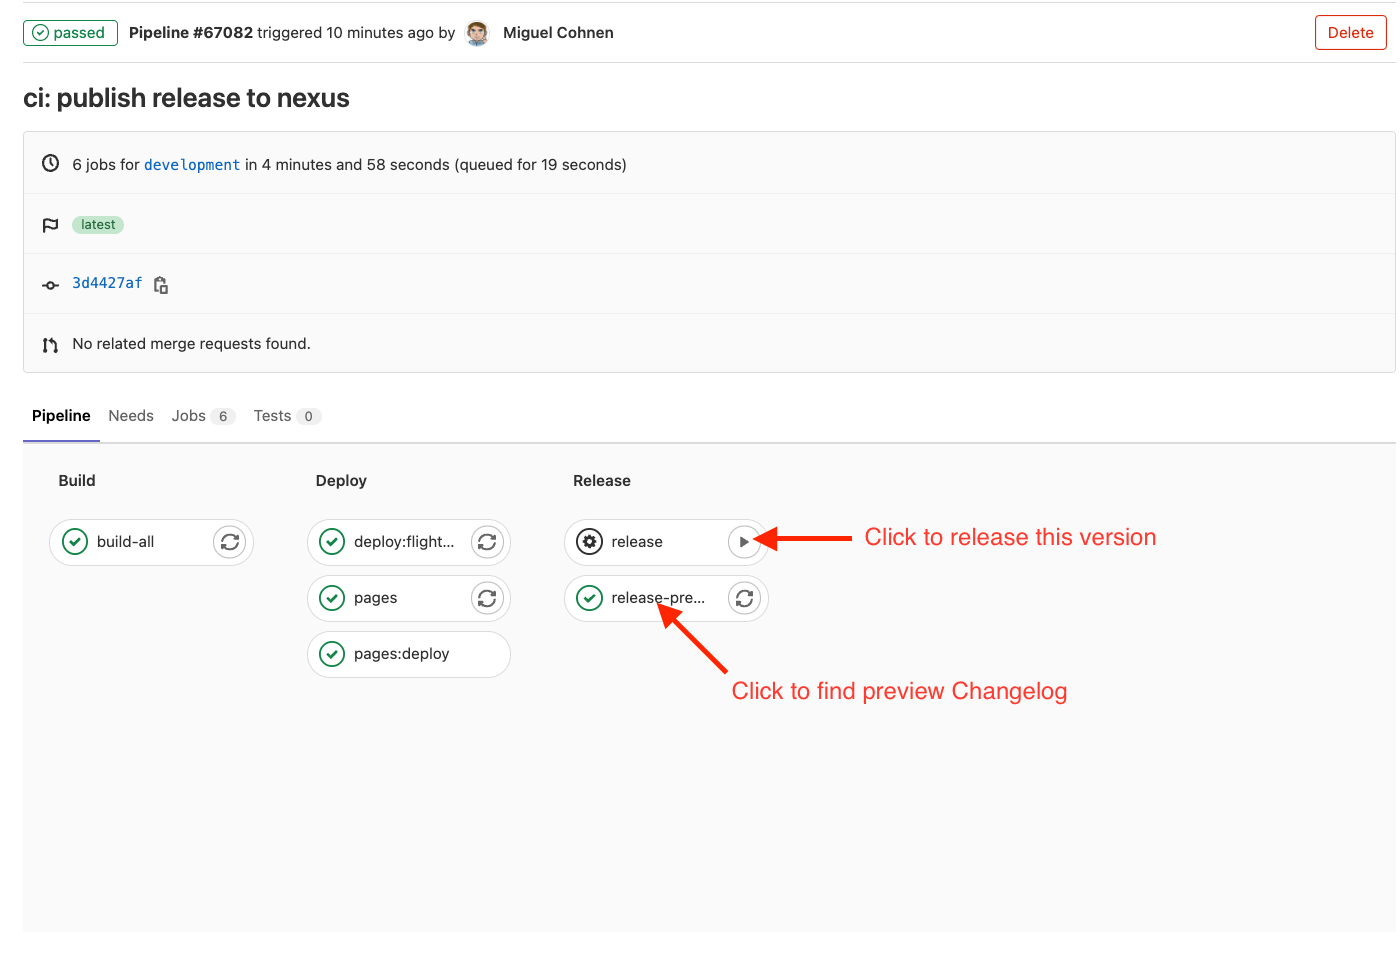 passed Pipeline #67082 triggered 10 minutes ago by Miguel Cohnen Delete
ci: publish release to nexus
6 jobs for development in 4 minutes and 58 seconds (queued for 19 seconds)
latest
3d4427af
No related merge requests found.
Pipeline Needs Jobs 6 Tests 0
Build Deploy Release
build-all deploy:flight... release Click to release this version
pages release-pre...
pages:deploy
Click to find preview Changelog